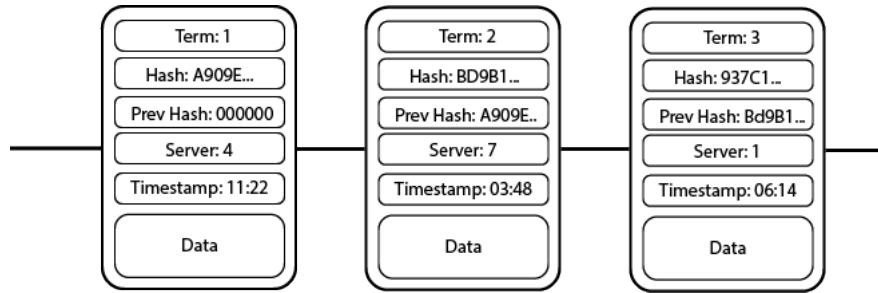 Term: 1
Hash: A909E...
Prev Hash: 000000
Server: 4
Timestamp: 11:22
Data
Term: 2
Hash: BD9B1...
Prev Hash: A909E..
Server: 7
Timestamp: 03:48
Data
Term: 3
Hash: 937C1...
Prev Hash: Bd9B1...
Server: 1
Timestamp: 06:14
Data